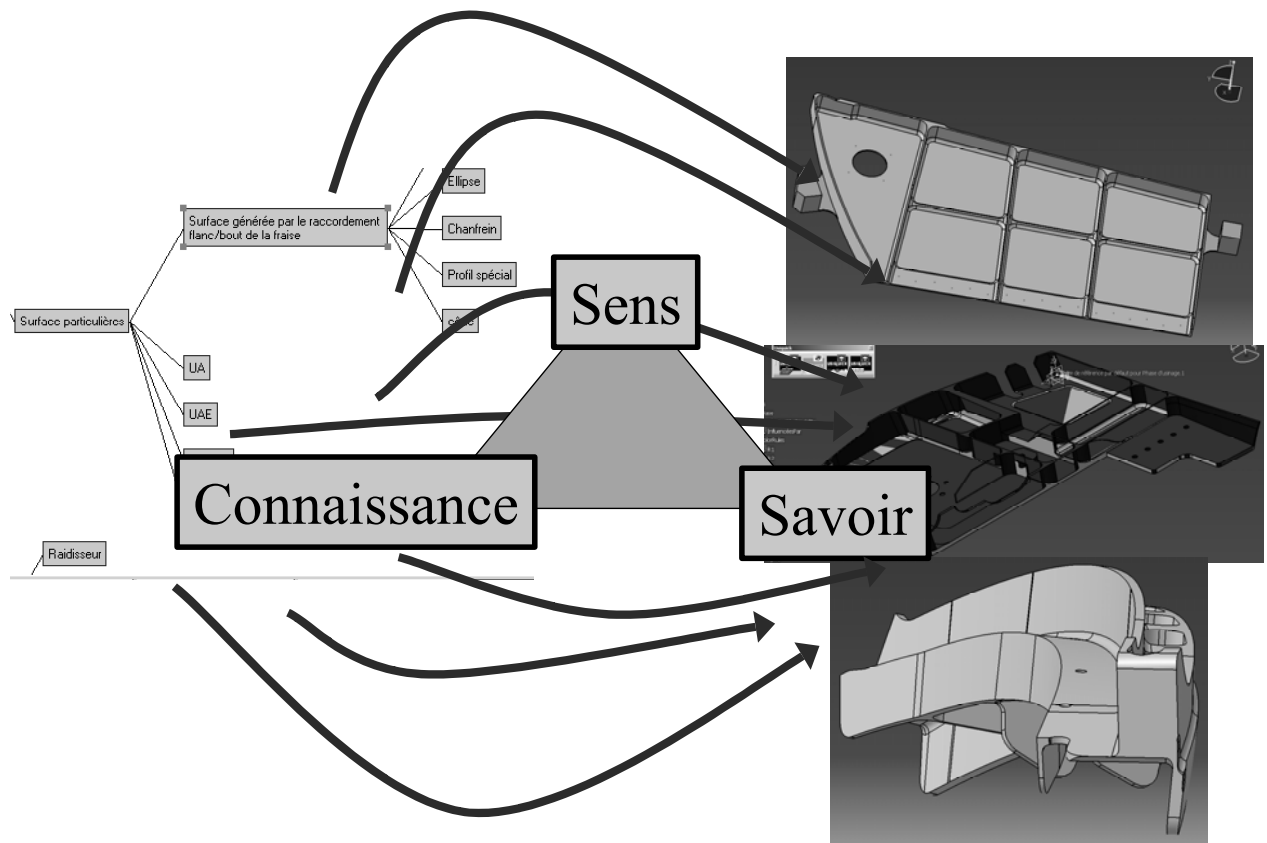 Ellipse
Surface générée par le raccordement
flanc/bout de la fraise
Chanfrein
Profil spécial
Sens
Surface particulières
UA
UAE
Connaissance
Savoir
Raidisseur